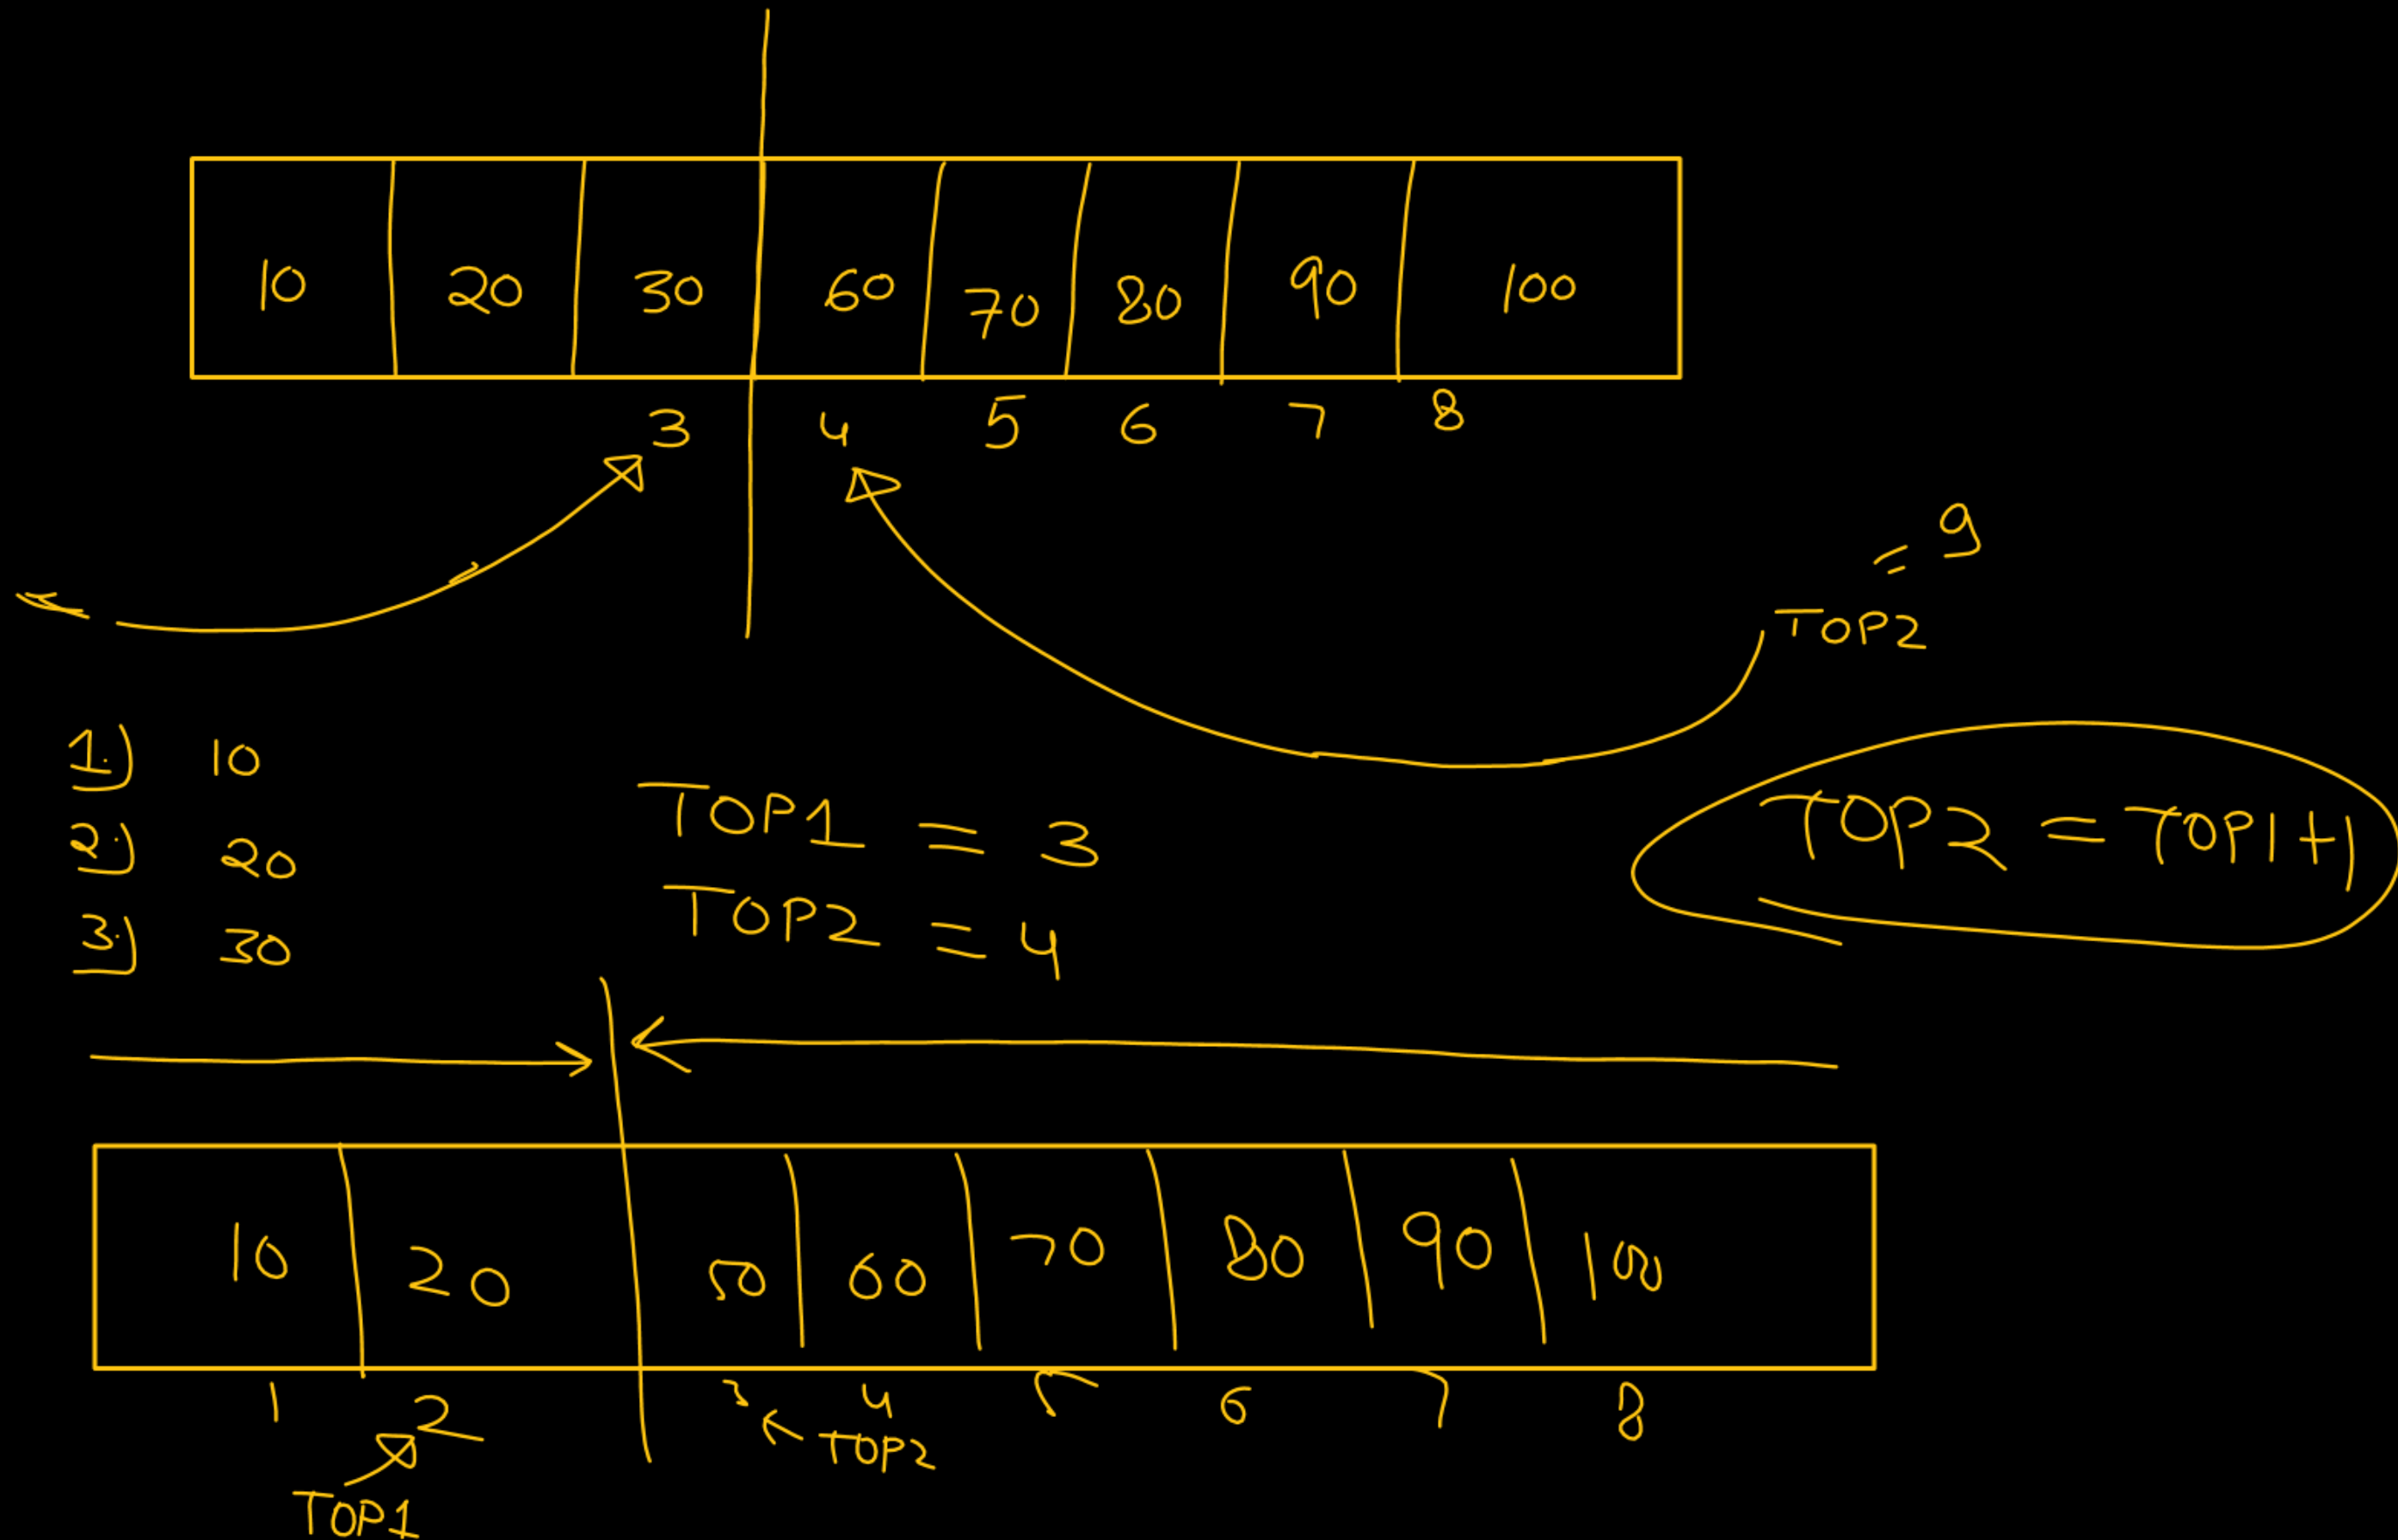 10 20 30 60 70 80 90 100
3 4 5 6 7 8
= 9
TOP2
1.) 10
2.) 20
3.) 30
TOP1 = 3
TOP2 = 4
TOP2 = TOP1+1
10 20 50 60 70 80 90 100
1 2 3 4 5 6 7 8
TOP2
TOP1